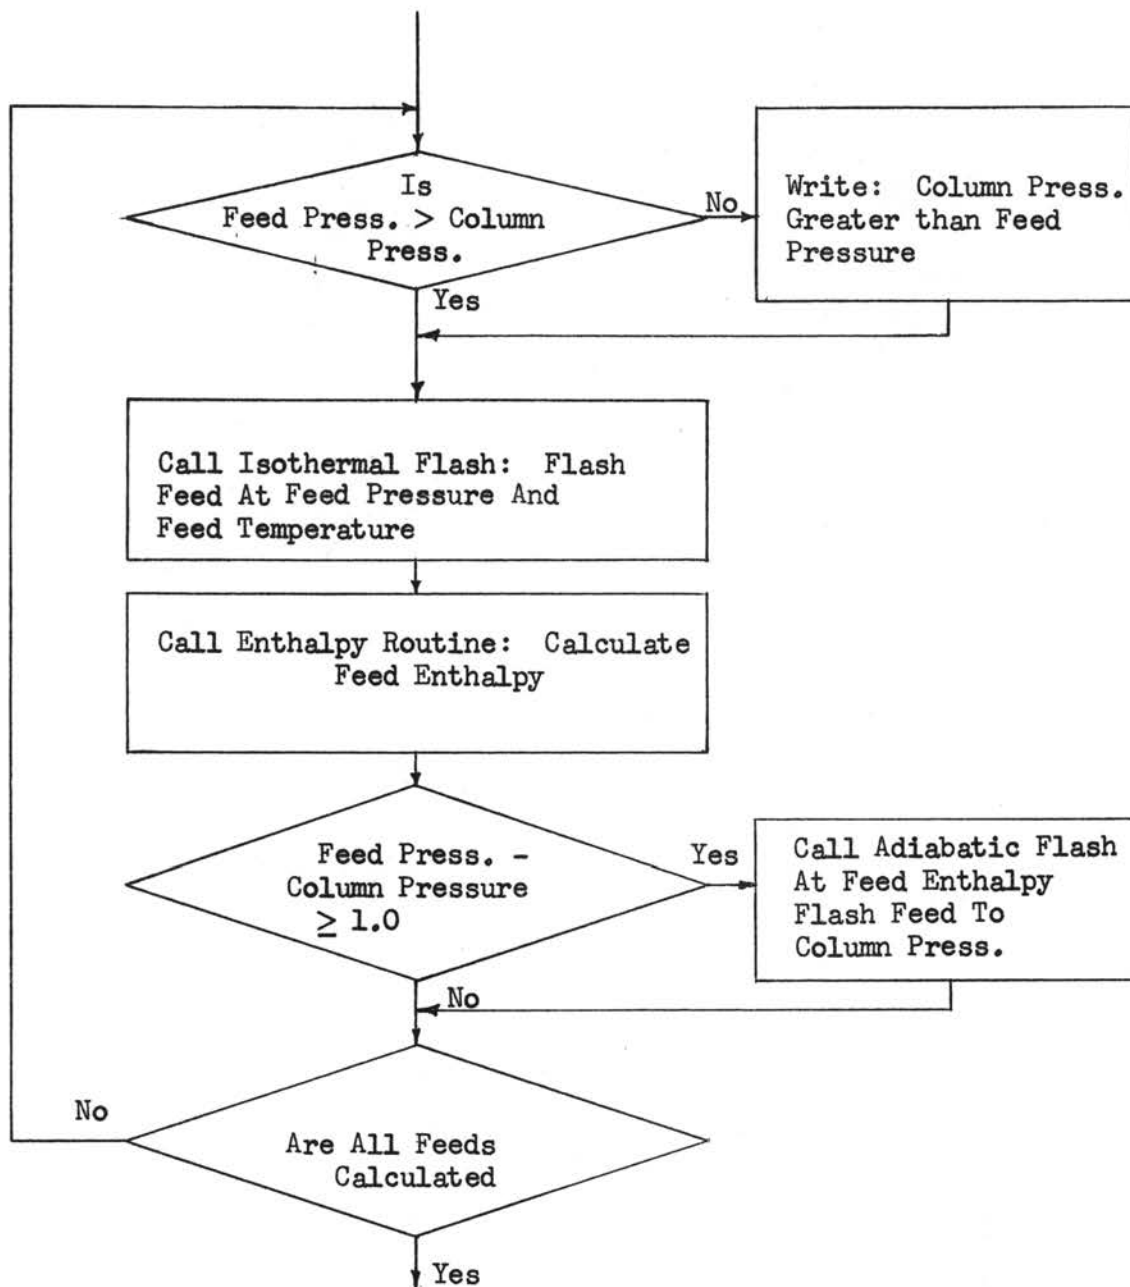 Is
Feed Press. > Column
Press.
No
Write: Column Press.
Greater than Feed
Pressure
Yes
Call Isothermal Flash: Flash
Feed At Feed Pressure And
Feed Temperature
Call Enthalpy Routine: Calculate
Feed Enthalpy
Feed Press. -
Column Pressure
≥ 1.0
Yes
Call Adiabatic Flash
At Feed Enthalpy
Flash Feed To
Column Press.
No
No
Are All Feeds
Calculated
Yes